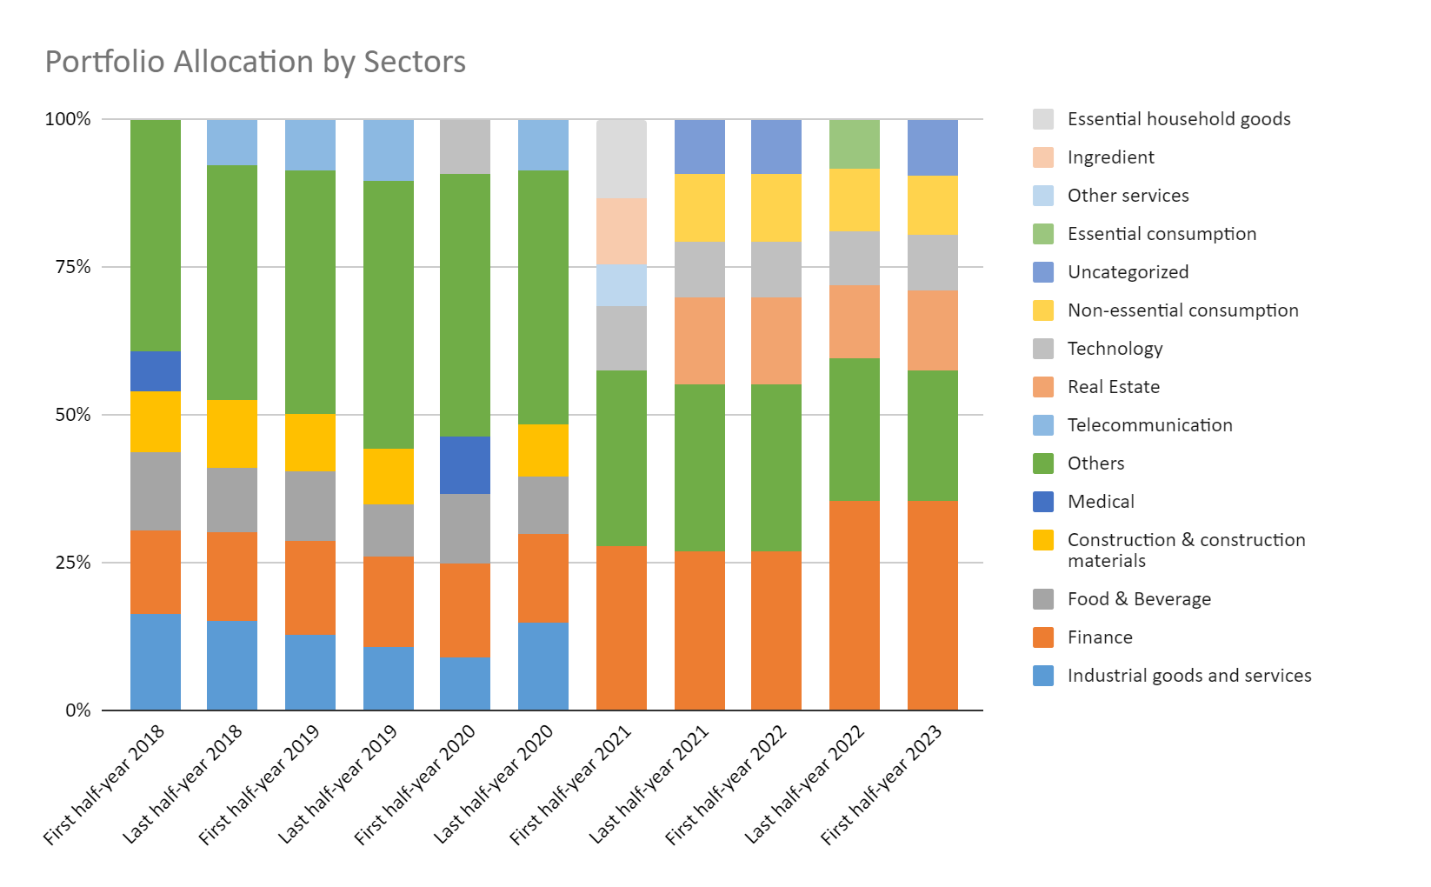 Portfolio Allocation by Sectors
100%
75%
50%
25%
0%
First half-year 2018
Last half-year 2018
First half-year 2019
Last half-year 2019
First half-year 2020
Last half-year 2020
First half-year 2021
Last half-year 2021
First half-year 2022
Last half-year 2022
First half-year 2023
Essential household goods
Ingredient
Other services
Essential consumption
Uncategorized
Non-essential consumption
Technology
Real Estate
Telecommunication
Others
Medical
Construction & construction
materials
Food & Beverage
Finance
Industrial goods and services